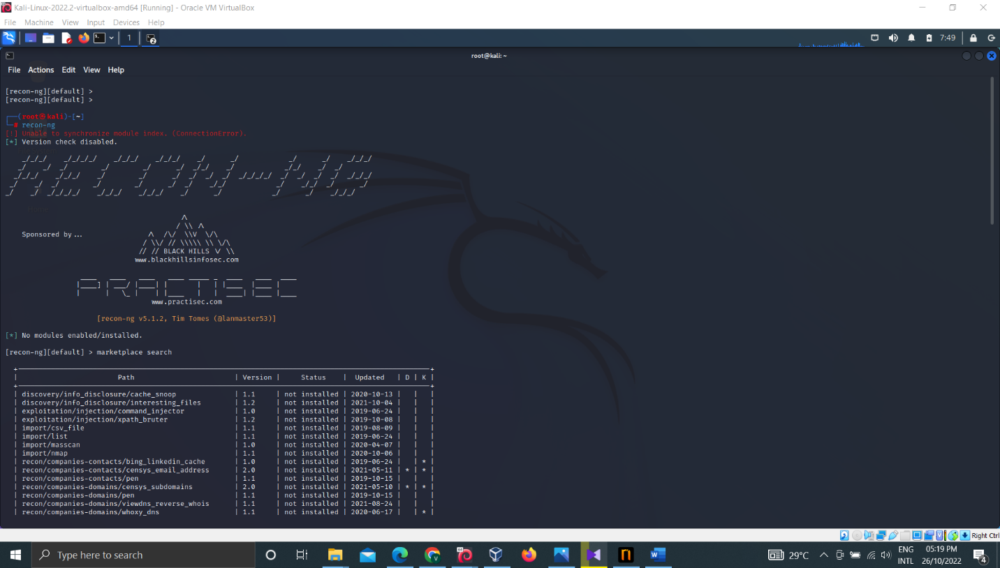 Kali-Linux-2022.2-virtualbox-amd64 [Running] - Oracle VM VirtualBox
File Machine View Input Devices Help
1 2 7:49
root@kali: ~
File Actions Edit View Help
[recon-ng][default] >
[recon-ng][default] >
(root㉿kali)-[~]
# recon-ng
[!] Unable to synchronize module index. (ConnectionError).
[*] Version check disabled.
RECON-NG
Sponsored by ...
BLACK HILLS
www.blackhillsinfosec.com
PRACTISEC
www.practisec.com
[recon-ng v5.1.2, Tim Tomes (@lanmaster53)]
[*] No modules enabled/installed.
[recon-ng][default] > marketplace search
| Path | Version | Status | Updated | D | K |
| discovery/info_disclosure/cache_snoop | 1.1 | not installed | 2020-10-13 | | |
| discovery/info_disclosure/interesting_files | 1.2 | not installed | 2021-10-04 | | |
| exploitation/injection/command_injector | 1.0 | not installed | 2019-06-24 | | |
| exploitation/injection/xpath_bruter | 1.2 | not installed | 2019-10-08 | | |
| import/csv_file | 1.1 | not installed | 2019-08-09 | | |
| import/list | 1.1 | not installed | 2019-06-24 | | |
| import/masscan | 1.0 | not installed | 2020-04-07 | | |
| import/nmap | 1.1 | not installed | 2020-10-06 | | |
| recon/companies-contacts/bing_linkedin_cache | 1.0 | not installed | 2019-06-24 | | * |
| recon/companies-contacts/censys_email_address | 2.0 | not installed | 2021-05-11 | * | * |
| recon/companies-contacts/pen | 1.1 | not installed | 2019-10-15 | | |
| recon/companies-domains/censys_subdomains | 2.0 | not installed | 2021-05-10 | * | * |
| recon/companies-domains/pen | 1.1 | not installed | 2019-10-15 | | |
| recon/companies-domains/viewdns_reverse_whois | 1.1 | not installed | 2021-08-24 | | |
| recon/companies-domains/whoxy_dns | 1.1 | not installed | 2020-06-17 | | * |
Right Ctrl
Type here to search
29°C
ENG
INTL
05:19 PM
26/10/2022
4